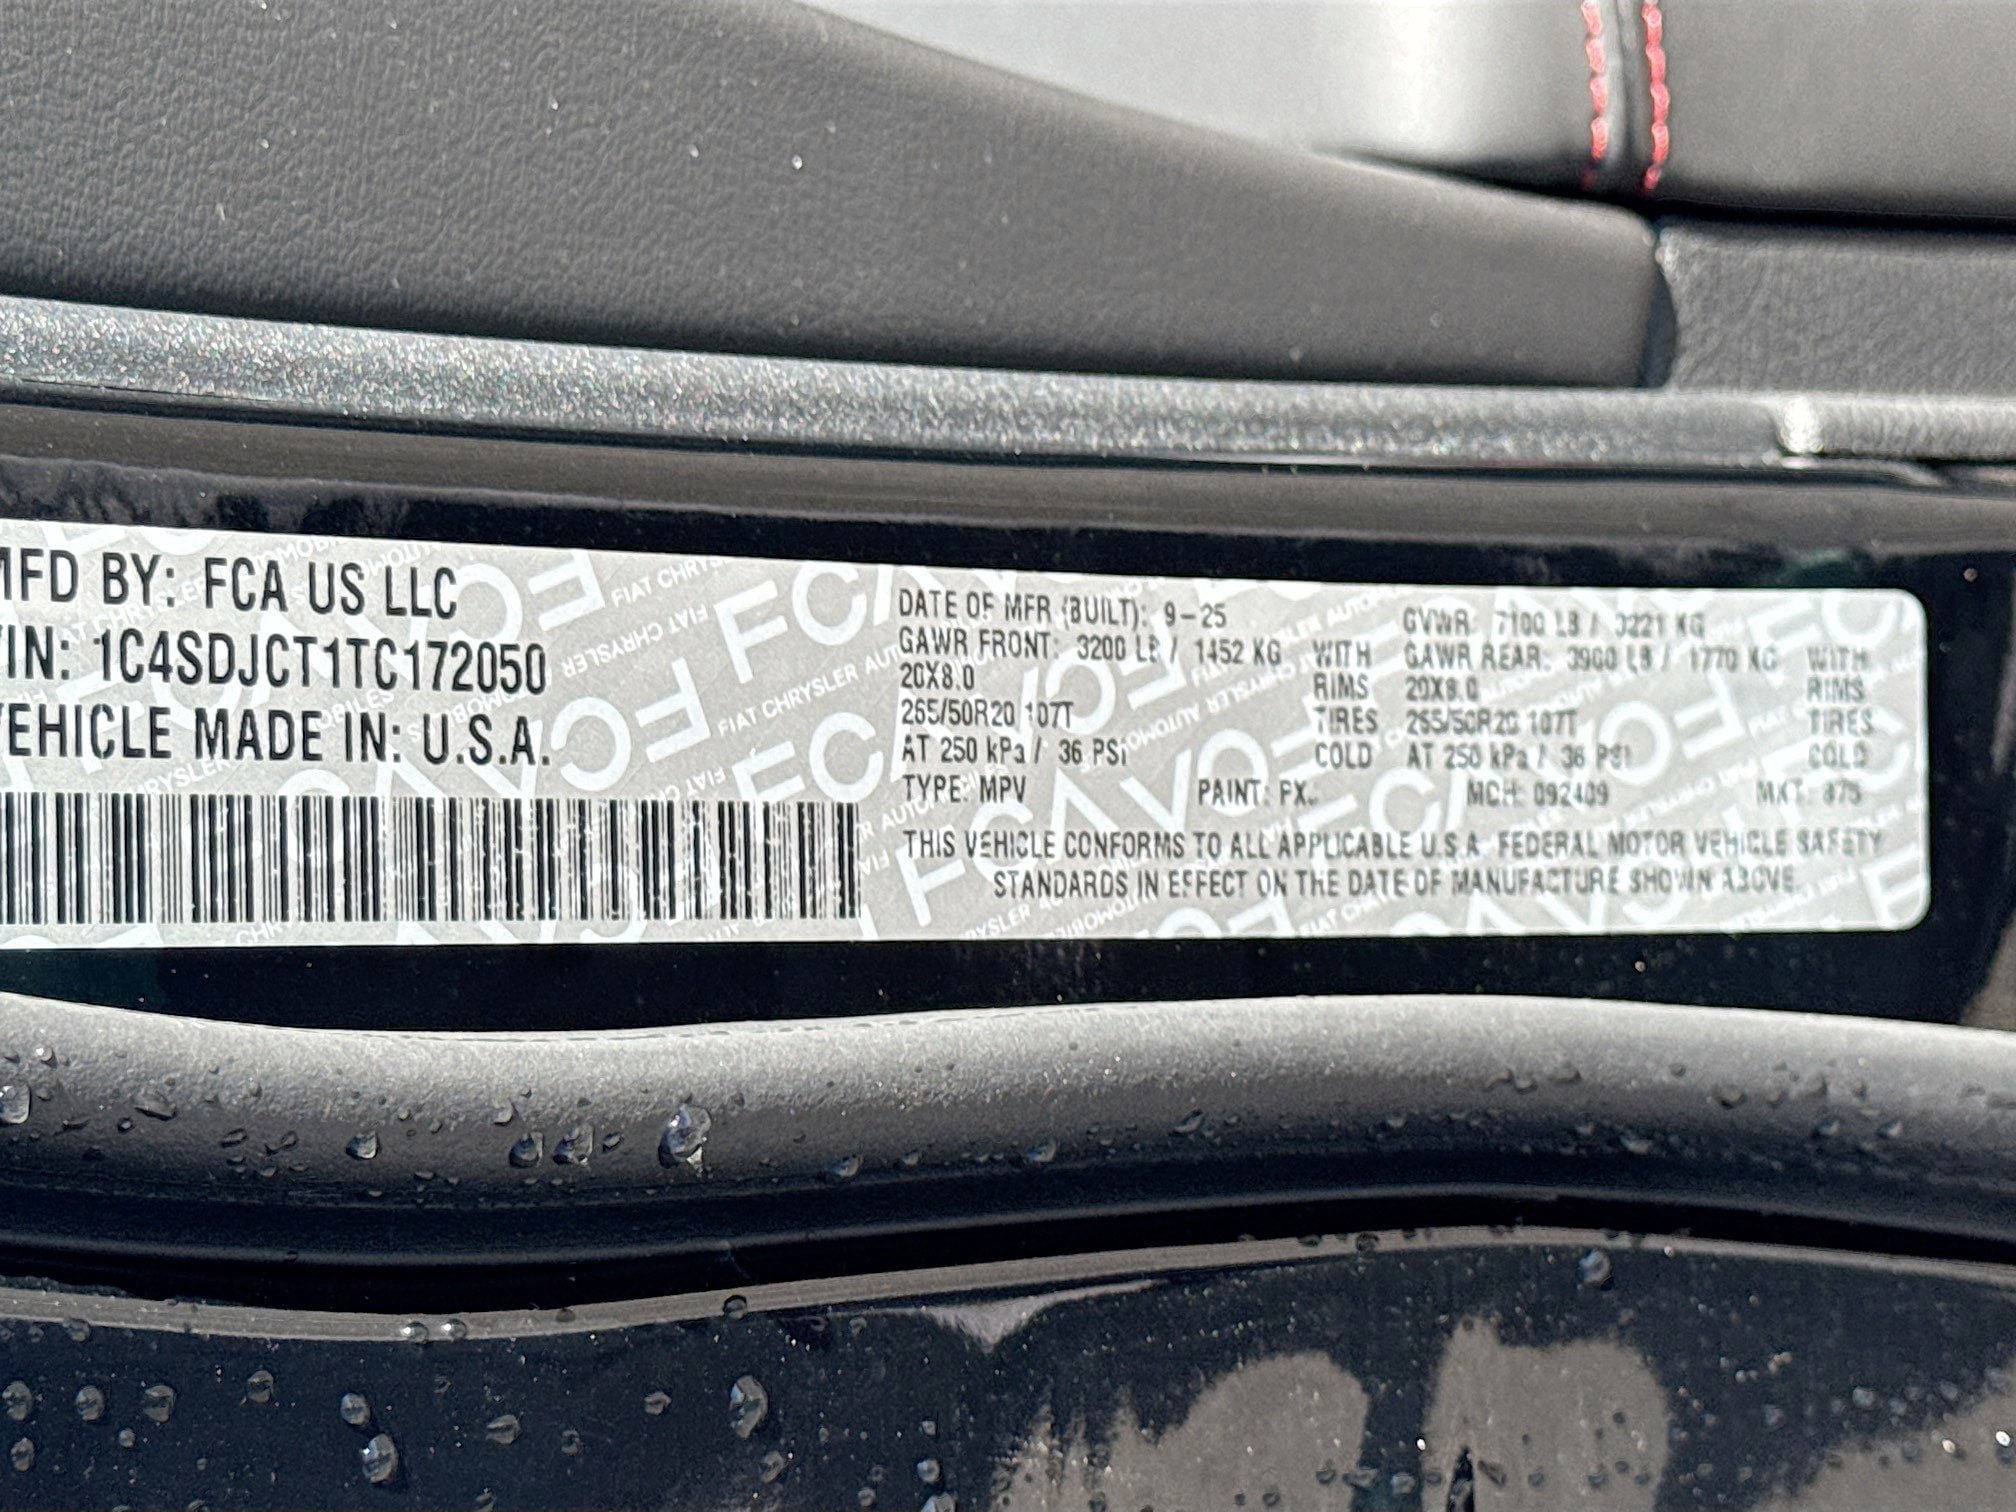 MFD BY: FCA US LLC
VIN: 1C4SDJCT1TC172050
VEHICLE MADE IN: U.S.A.
DATE OF MFR (BUILT): 9-25 GVWR: 7100 LB / 3221 KG
GAWR FRONT: 3200 LB / 1452 KG WITH GAWR REAR: 3900 LB / 1770 KG WITH
20X8.0 RIMS 20X8.0 RIMS
265/50R20 107T TIRES 265/50R20 107T TIRES
AT 250 kPa / 36 PSI COLD AT 250 kPa / 36 PSI COLD
TYPE: MPV PAINT: MCH: 092409 MKT: 875
THIS VEHICLE CONFORMS TO ALL APPLICABLE U.S.A. FEDERAL MOTOR VEHICLE SAFETY
STANDARDS IN EFFECT ON THE DATE OF MANUFACTURE SHOWN ABOVE.